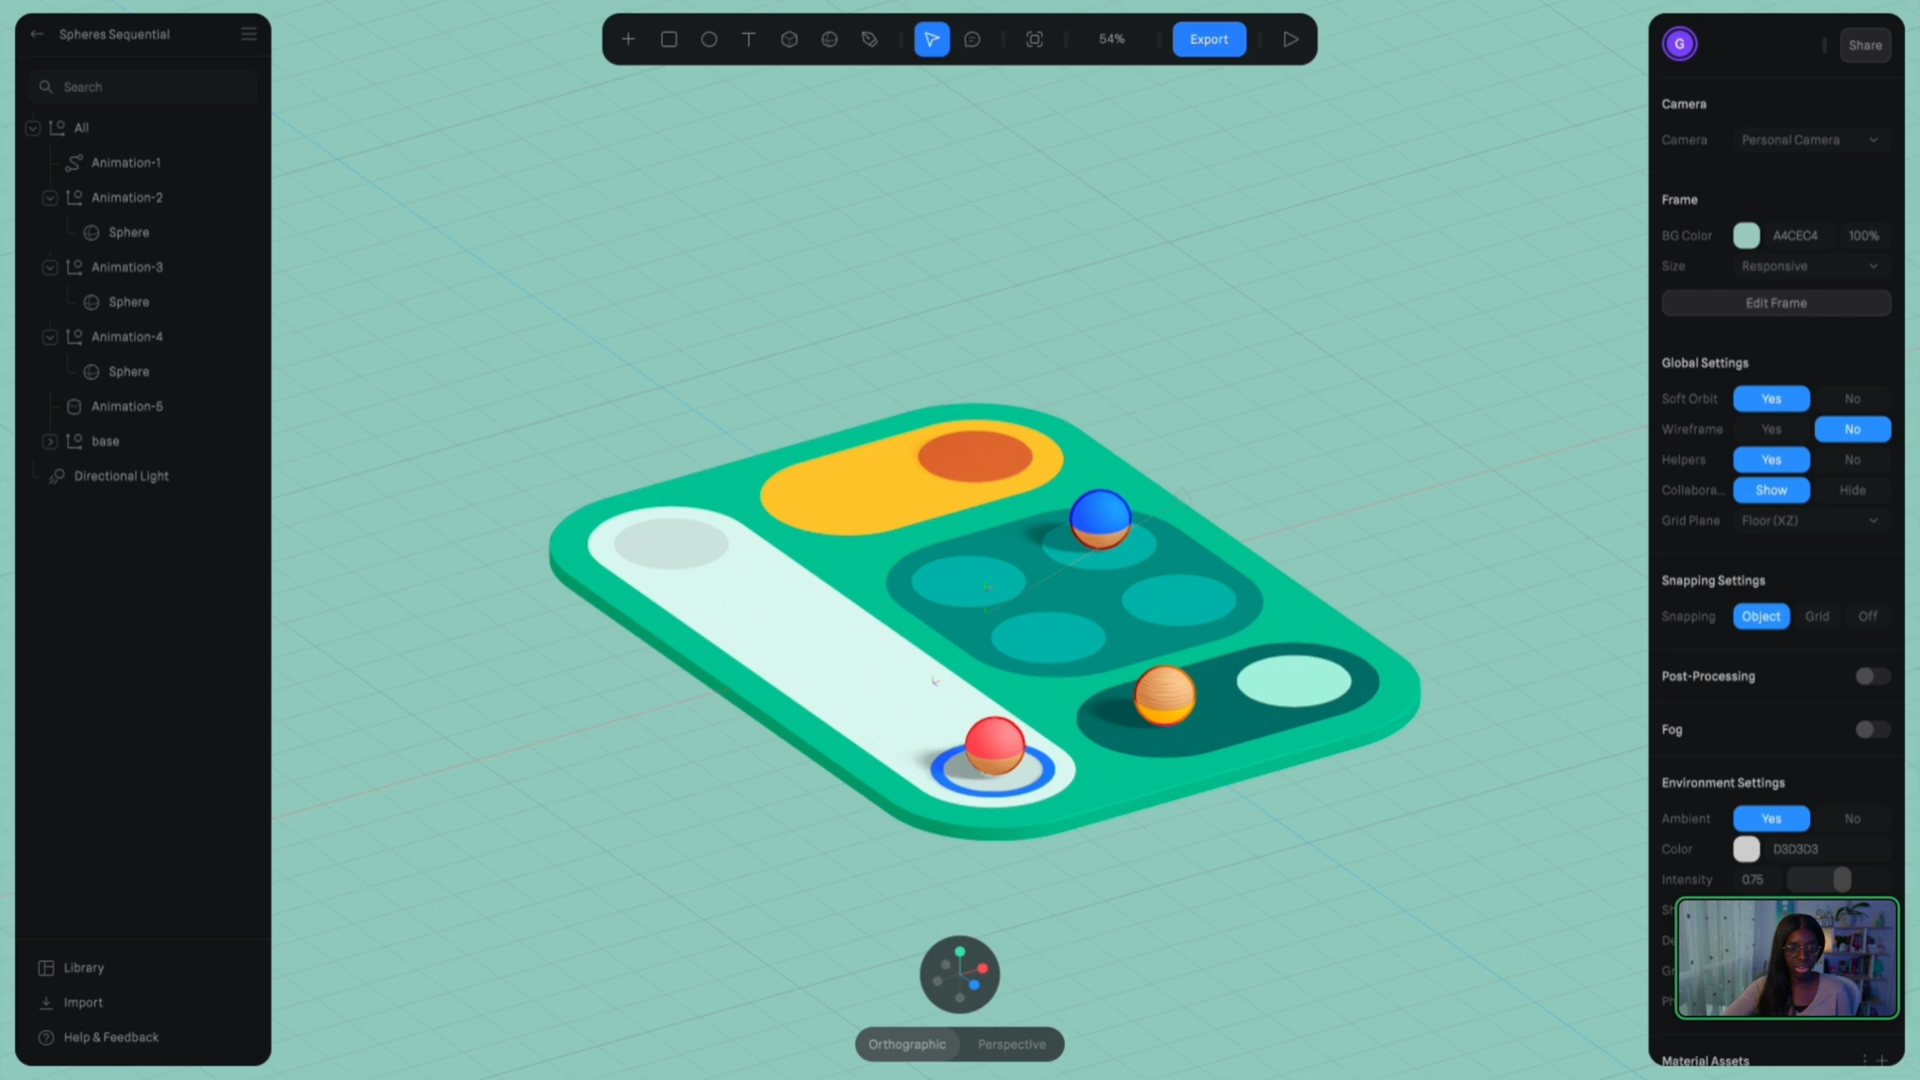 Spheres Sequential
Search
All
Animation-1
Animation-2
Sphere
Animation-3
Sphere
Animation-4
Sphere
Animation-5
base
Directional Light
Library
Import
Help & Feedback
54%
Export
Orthographic
Perspective
G
Share
Camera
Camera
Personal Camera
Frame
BG Color
A4CEC4
100%
Size
Responsive
Edit Frame
Global Settings
Soft Orbit
Yes
No
Wireframe
Yes
No
Helpers
Yes
No
Collabora...
Show
Hide
Grid Plane
Floor (XZ)
Snapping Settings
Snapping
Object
Grid
Off
Post-Processing
Fog
Environment Settings
Ambient
Yes
No
Color
D3D3D3
Intensity
0.75
Material Assets